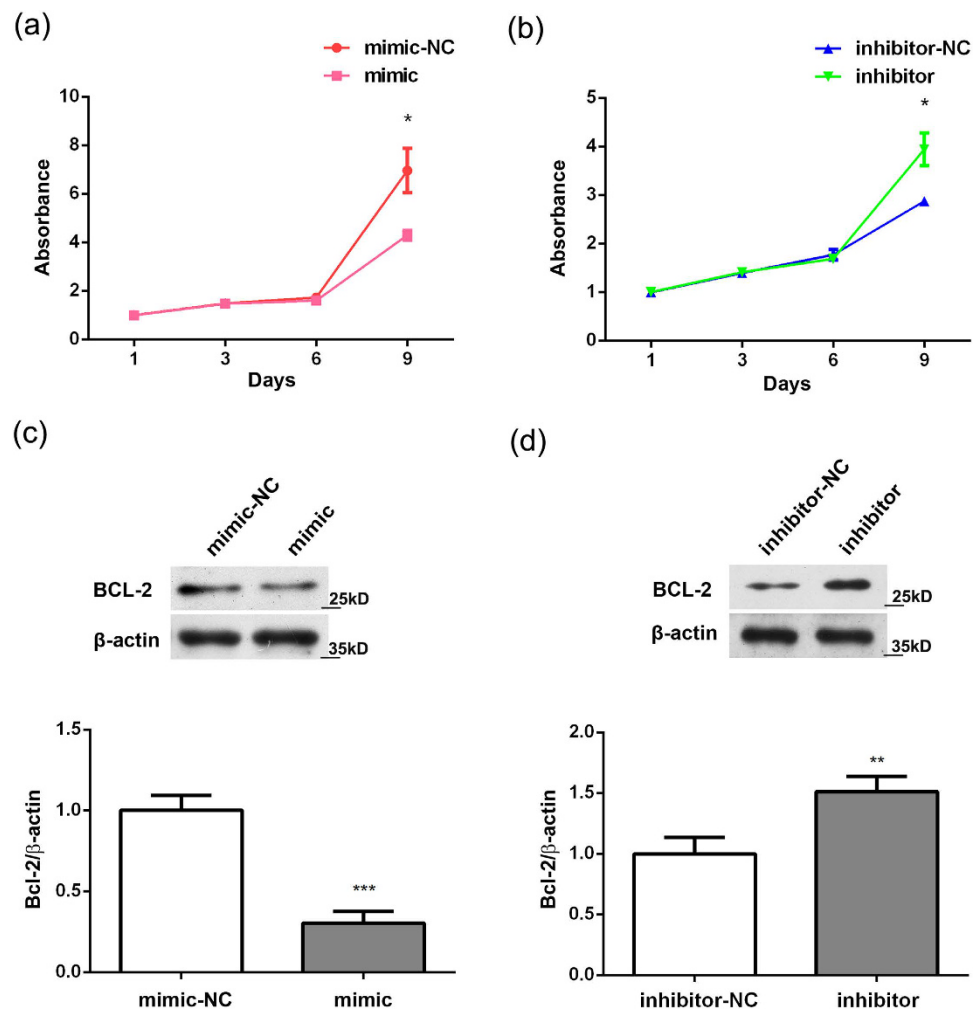 (a)
mimic-NC
mimic
Absorbance
10
8
6
4
2
0
*
1 3 6 9
Days
(b)
inhibitor-NC
inhibitor
Absorbance
5
4
3
2
1
0
*
1 3 6 9
Days
(c)
mimic-NC mimic
BCL-2 25kD
β-actin 35kD
Bcl-2/β-actin
1.5
1.0
0.5
0.0
***
mimic-NC mimic
(d)
inhibitor-NC inhibitor
BCL-2 25kD
β-actin 35kD
Bcl-2/β-actin
2.0
1.5
1.0
0.5
0.0
**
inhibitor-NC inhibitor